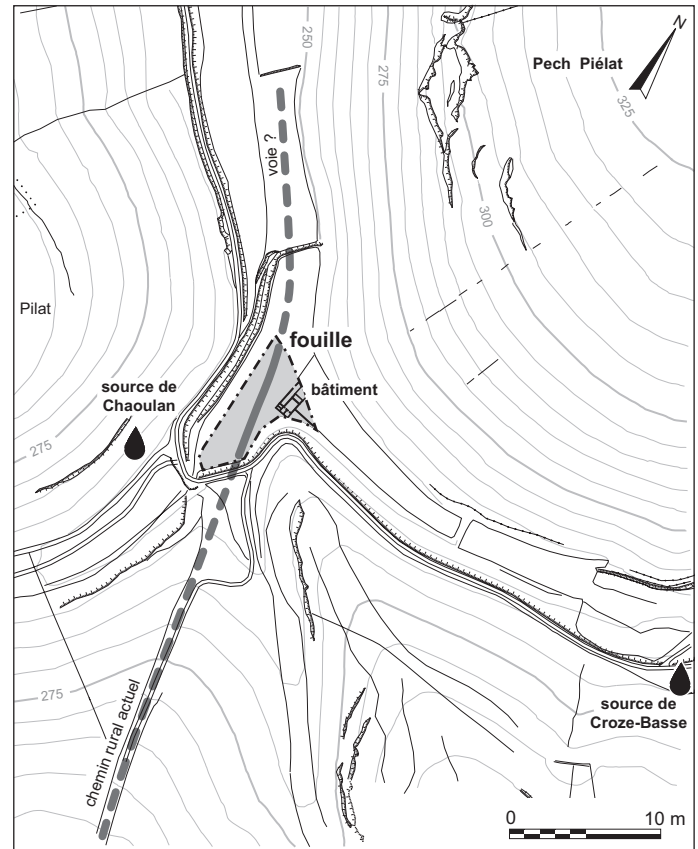 N
Pech Piélat
250
275
325
voie ?
300
Pilat
fouille
bâtiment
source de
Chaoulan
275
275
chemin rural actuel
source de
Croze-Basse
0 10 m